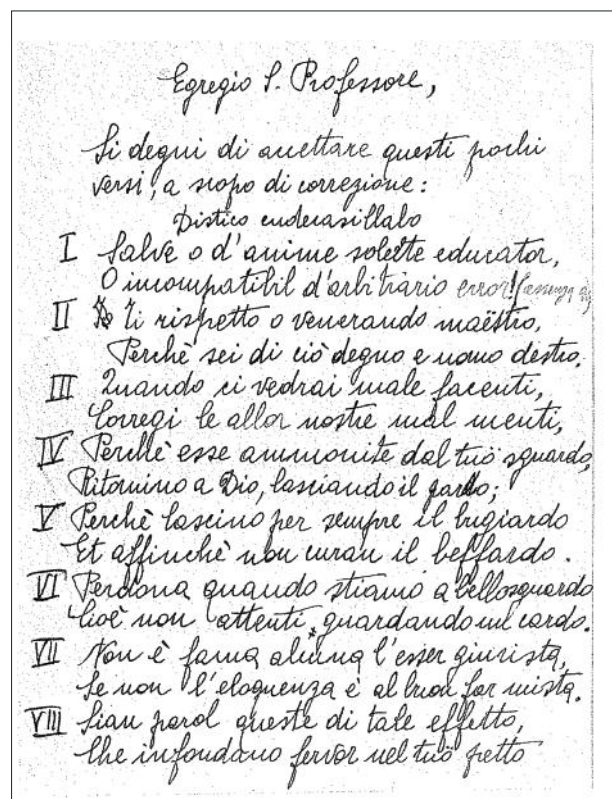 Egregio S. Professore,
Si degni di accettare questi pochi
versi, a scopo di correzione:
Distico endecasillabo
I Salve o d'anime solerte educator,
O incompatibil d'arbitrario error!
II Ti rispetto o venerando maëstro,
Perchè sei di ciò degno e uomo destro.
III Quando ci vedrai male facenti,
Corregi le allor nostre mal menti,
IV Perchè esse ammonite dal tuo sguardo,
Ritornino a Dio, lasciando il
V Perchè lascino per sempre il bugiardo
Et affinchè non curan il beffardo.
VI Perdona quando stiamo a bellosguardo
Cioè non attenti, guardando un cardo.
VII Non è fama alcuna l'esser giurista,
Se non l'eloquenza è al buon far mista.
VIII Sian parol queste di tale effetto,
Che infondano fervor nel tuo petto